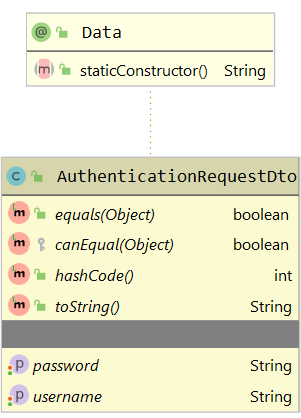 @ Data
(m) staticConstructor() String
C AuthenticationRequestDto
m equals(Object) boolean
m canEqual(Object) boolean
m hashCode() int
m toString() String
p password String
p username String